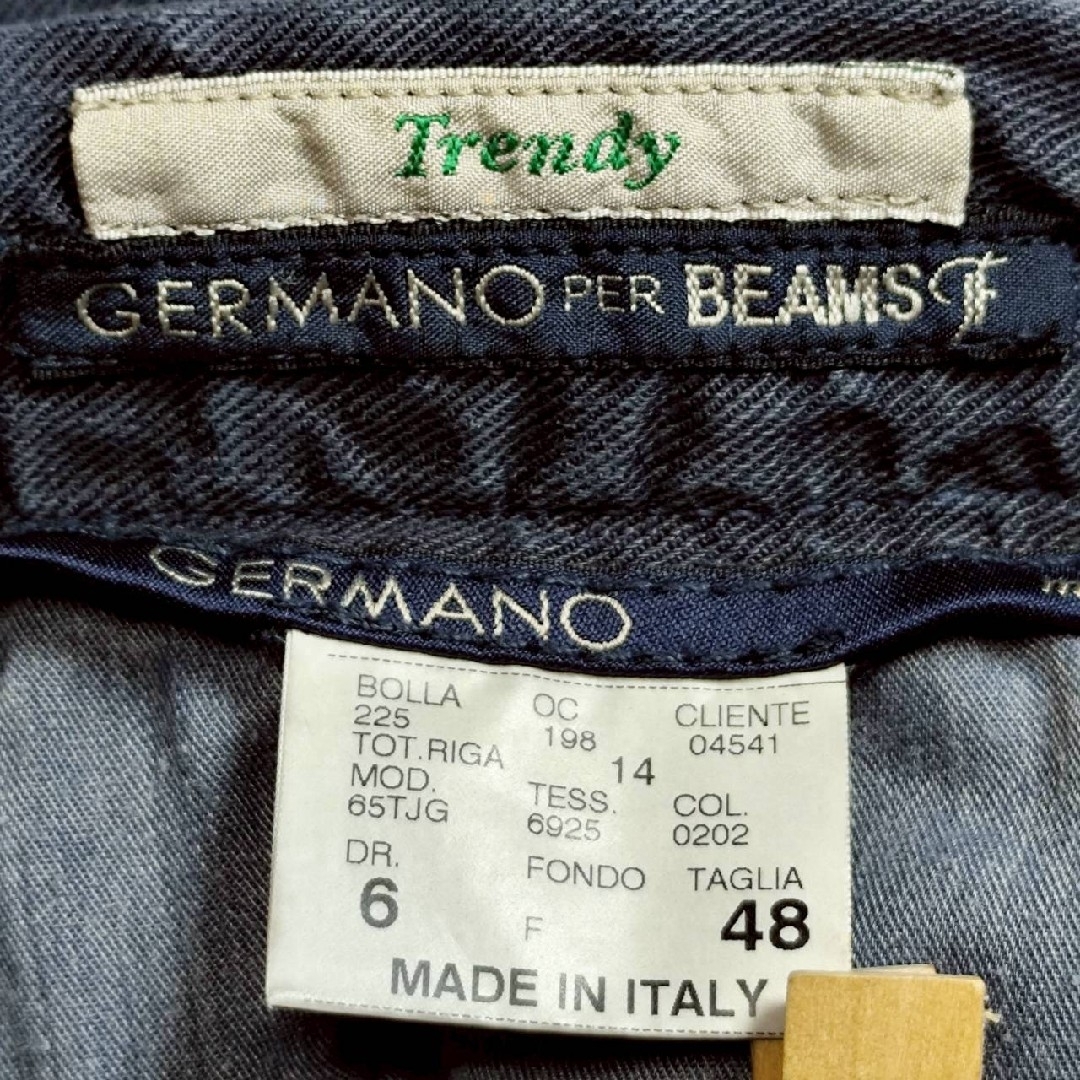 Trendy
GERMANO PER BEAMS F
GERMANO
BOLLA OC CLIENTE
225 198 04541
TOT.RIGA 14
MOD. TESS. COL.
65TJG 6925 0202
DR. FONDO TAGLIA
6 F 48
MADE IN ITALY